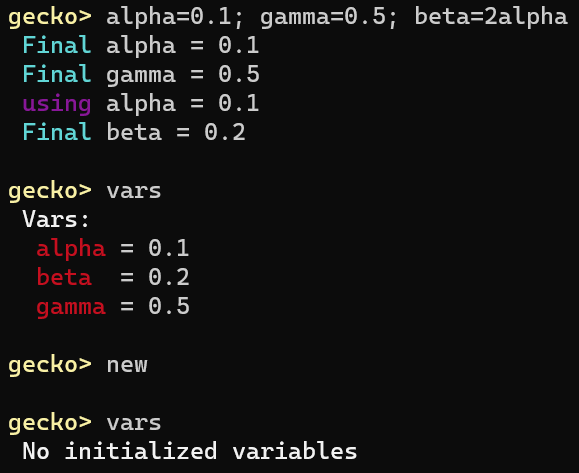 gecko> alpha=0.1; gamma=0.5; beta=2alpha
Final alpha = 0.1
Final gamma = 0.5
using alpha = 0.1
Final beta = 0.2
gecko> vars
Vars:
alpha = 0.1
beta  = 0.2
gamma = 0.5
gecko> new
gecko> vars
No initialized variables